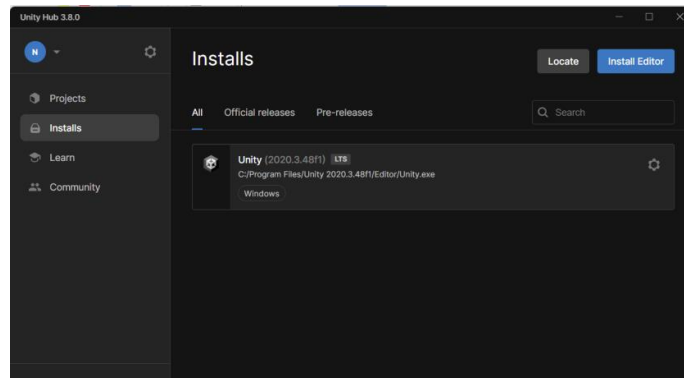 Unity Hub 3.8.0
N
Installs
Locate
Install Editor
Projects
Installs
Learn
Community
All Official releases Pre-releases
Search
Unity (2020.3.48f1) LTS
C:/Program Files/Unity 2020.3.48f1/Editor/Unity.exe
Windows